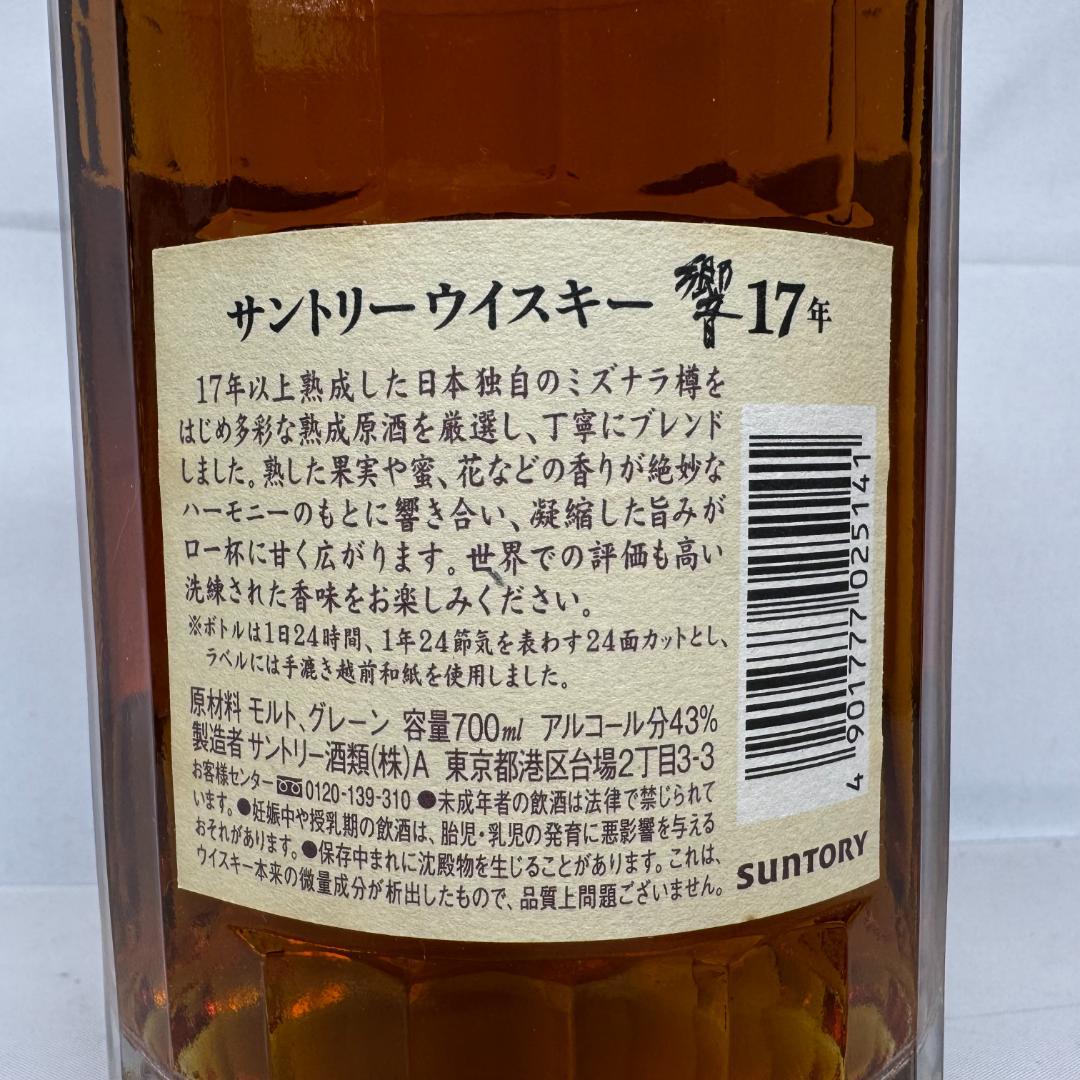 サントリーウイスキー 響 17年
17年以上熟成した日本独自のミズナラ樽を
はじめ多彩な熟成原酒を厳選し、丁寧にブレンド
しました。熟した果実や蜜、花などの香りが絶妙な
ハーモニーのもとに響き合い、凝縮した旨みが
口一杯に甘く広がります。世界での評価も高い
洗練された香味をお楽しみください。
※ボトルは1日24時間、1年24節気を表わす24面カットとし、
ラベルには手漉き越前和紙を使用しました。
原材料 モルト、グレーン 容量700ml アルコール分43%
製造者 サントリー酒類(株)A 東京都港区台場2丁目3-3
お客様センター 0120-139-310 ●未成年者の飲酒は法律で禁じられて
います。●妊娠中や授乳期の飲酒は、胎児・乳児の発育に悪影響を与える
おそれがあります。●保存中まれに沈殿物を生じることがあります。これは、
ウイスキー本来の微量成分が析出したもので、品質上問題ございません。
4 901777 025141
SUNTORY